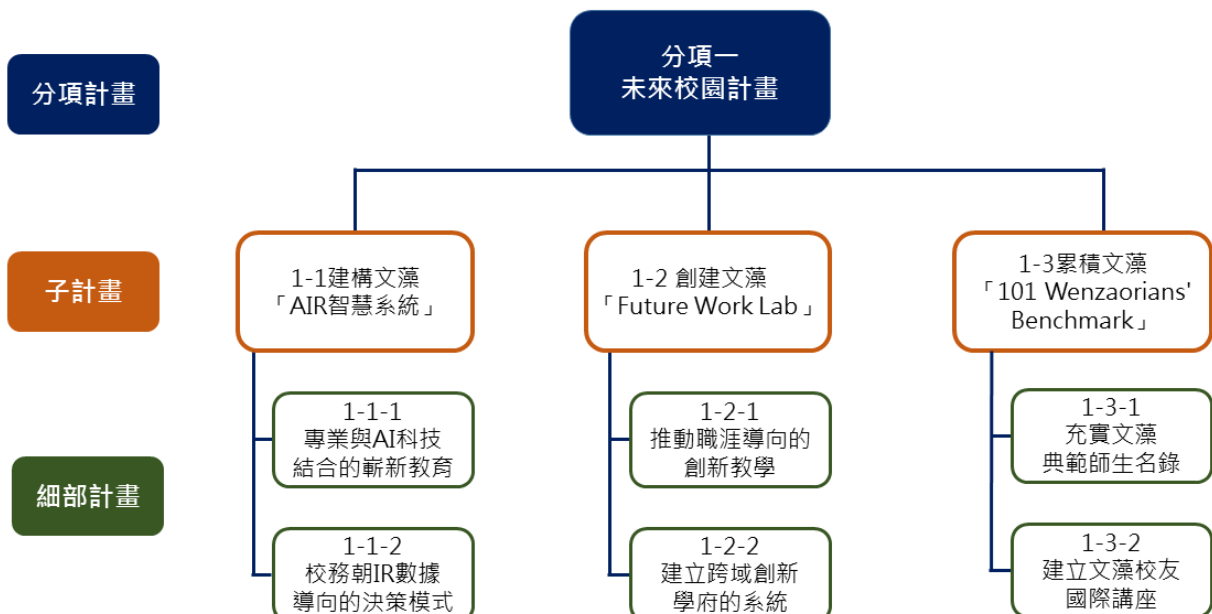 分項計畫
分項一
未來校園計畫
子計畫
1-1建構文藻
「AIR智慧系統」
1-2 創建文藻
「Future Work Lab」
1-3累積文藻
「101 Wenzaorians'
Benchmark」
細部計畫
1-1-1
專業與AI科技
結合的嶄新教育
1-2-1
推動職涯導向的
創新教學
1-3-1
充實文藻
典範師生名錄
1-1-2
校務朝IR數據
導向的決策模式
1-2-2
建立跨域創新
學府的系統
1-3-2
建立文藻校友
國際講座